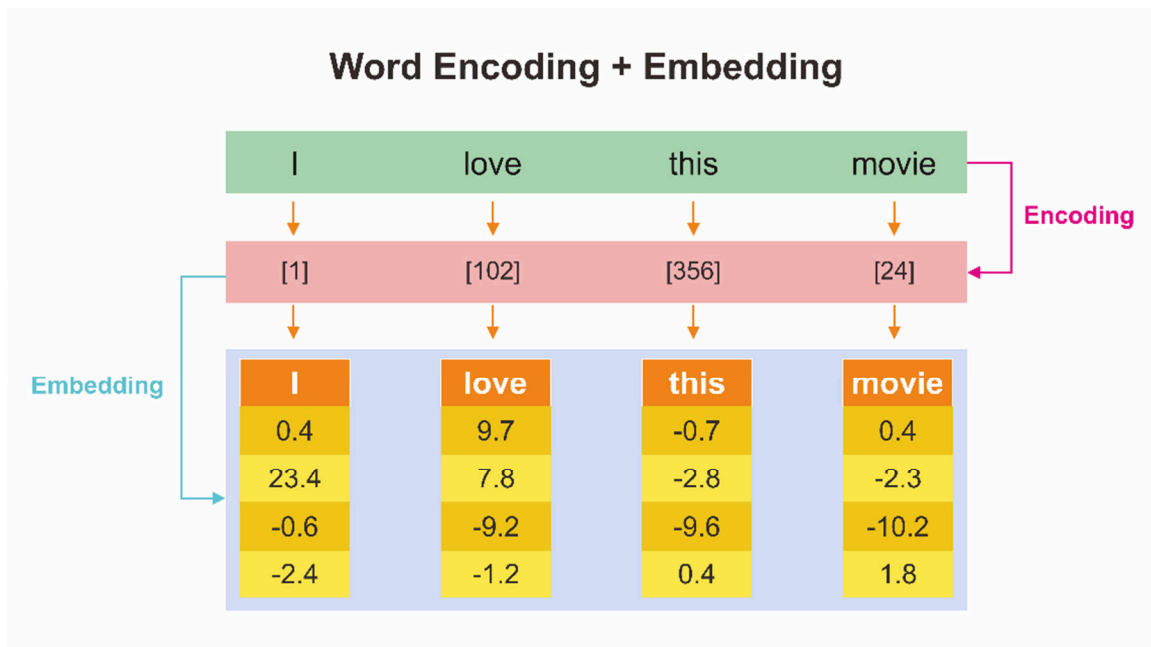 Word Encoding + Embedding
I love this movie
Encoding
[1] [102] [356] [24]
Embedding
I love this movie
0.4 9.7 -0.7 0.4
23.4 7.8 -2.8 -2.3
-0.6 -9.2 -9.6 -10.2
-2.4 -1.2 0.4 1.8